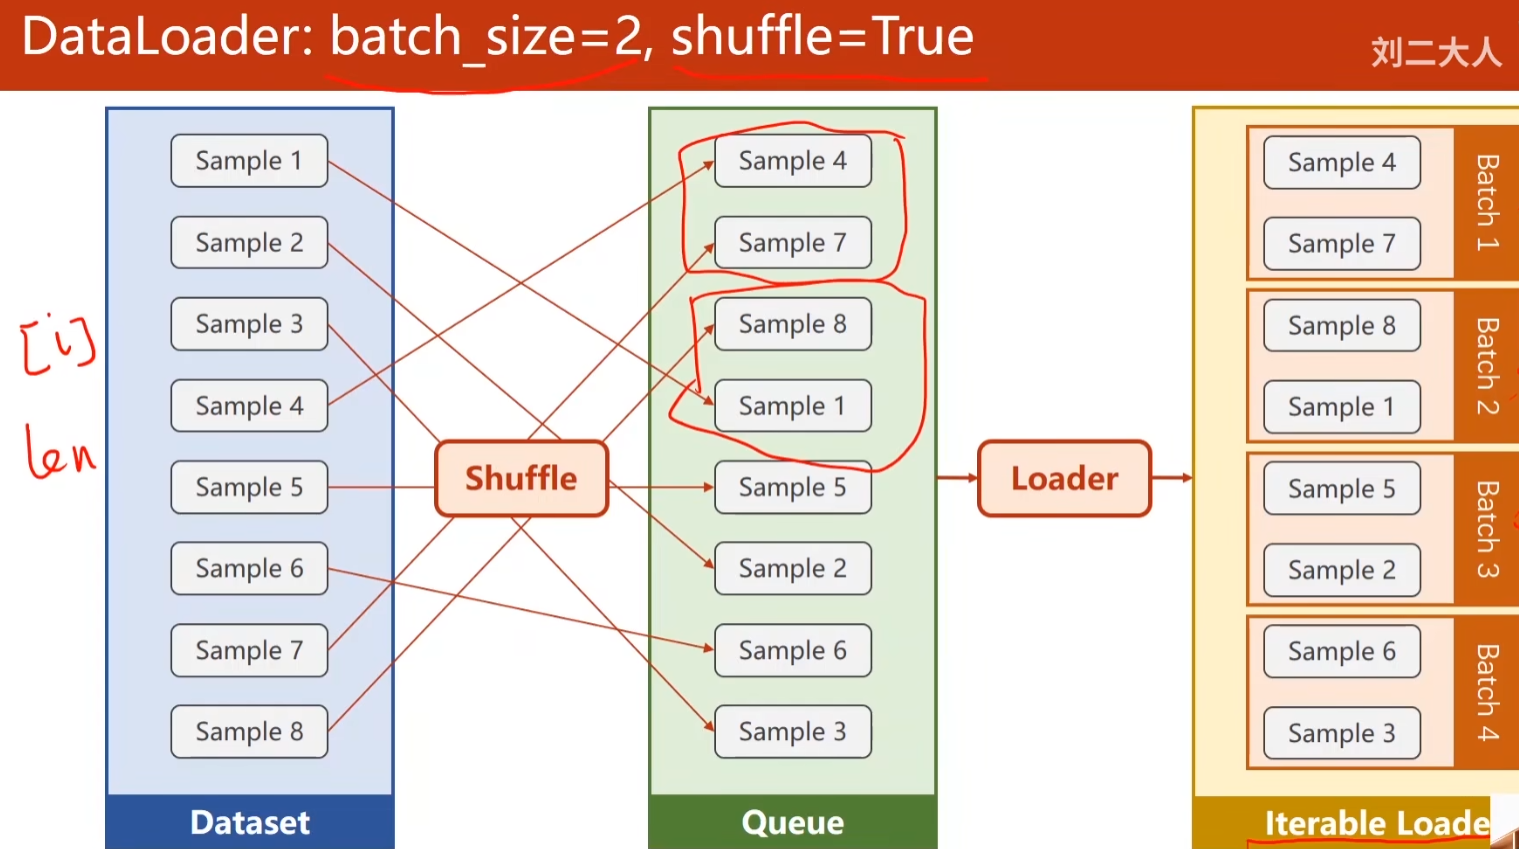 DataLoader: batch_size=2, shuffle=True
刘二大人
[i]
len
Sample 1
Sample 2
Sample 3
Sample 4
Sample 5
Sample 6
Sample 7
Sample 8
Dataset
Shuffle
Sample 4
Sample 7
Sample 8
Sample 1
Sample 5
Sample 2
Sample 6
Sample 3
Queue
Loader
Sample 4
Sample 7
Batch 1
Sample 8
Sample 1
Batch 2
Sample 5
Sample 2
Batch 3
Sample 6
Sample 3
Batch 4
Iterable Loade